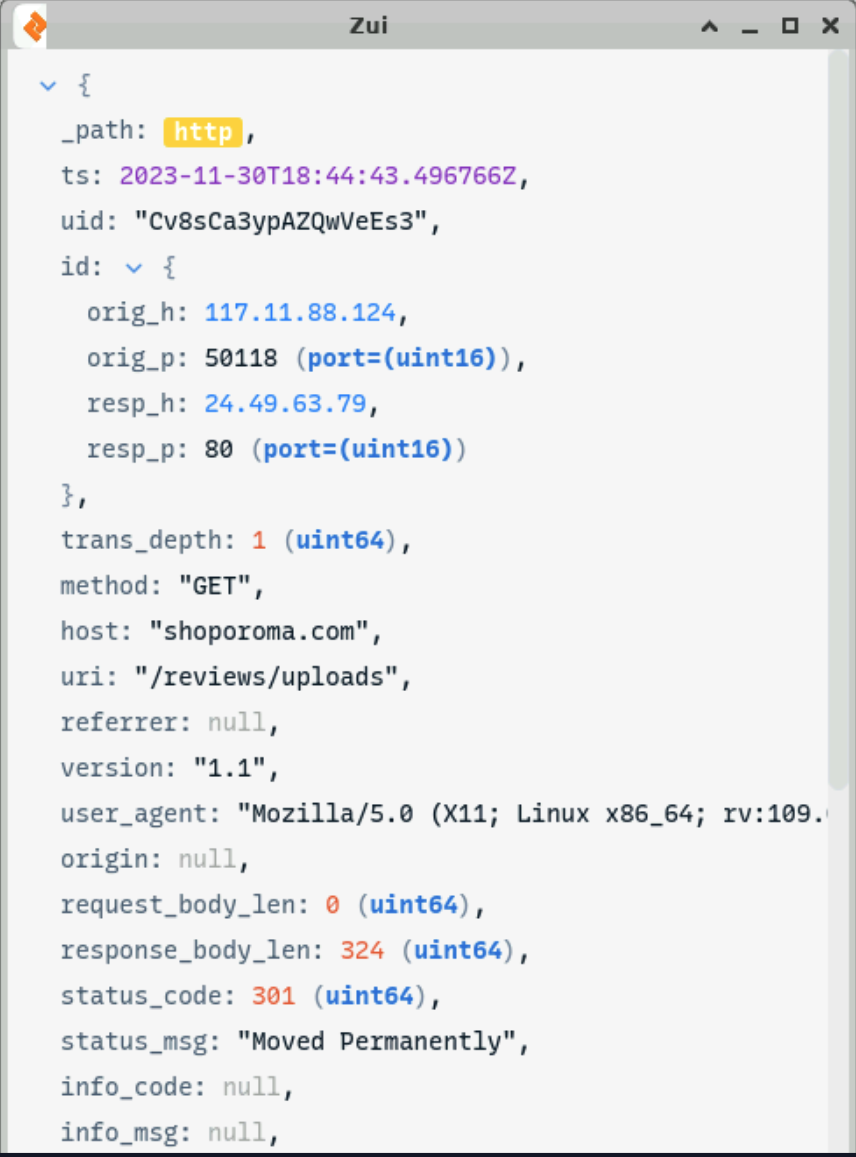 Zui
{
_path: http,
ts: 2023-11-30T18:44:43.496766Z,
uid: "Cv8sCa3ypAZQwVeEs3",
id: {
orig_h: 117.11.88.124,
orig_p: 50118 (port=(uint16)),
resp_h: 24.49.63.79,
resp_p: 80 (port=(uint16))
},
trans_depth: 1 (uint64),
method: "GET",
host: "shoporoma.com",
uri: "/reviews/uploads",
referrer: null,
version: "1.1",
user_agent: "Mozilla/5.0 (X11; Linux x86_64; rv:109.
origin: null,
request_body_len: 0 (uint64),
response_body_len: 324 (uint64),
status_code: 301 (uint64),
status_msg: "Moved Permanently",
info_code: null,
info_msg: null,